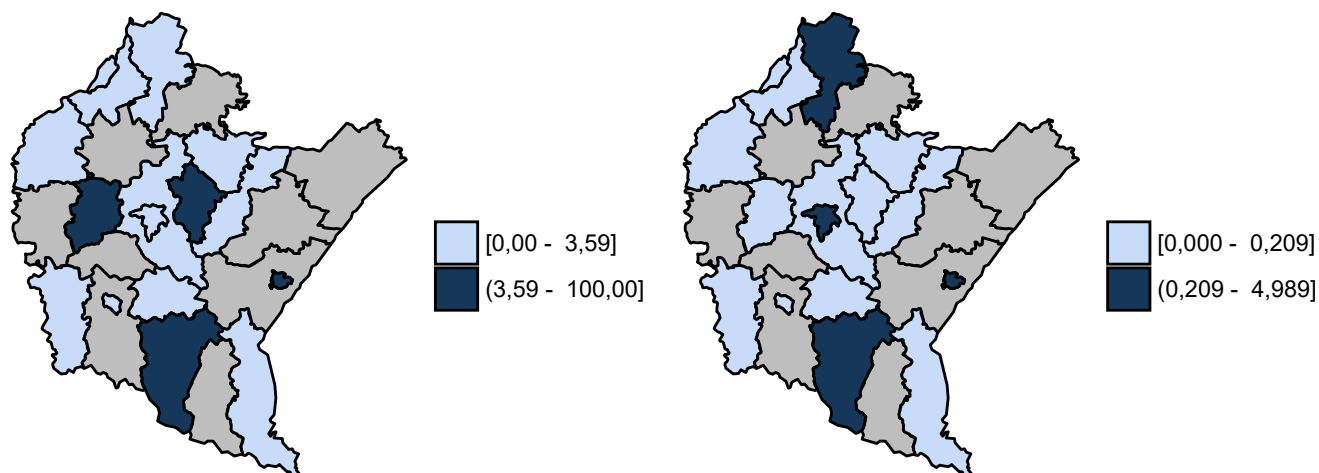 [0,00 - 3,59]
(3,59 - 100,00]
[0,000 - 0,209]
(0,209 - 4,989]